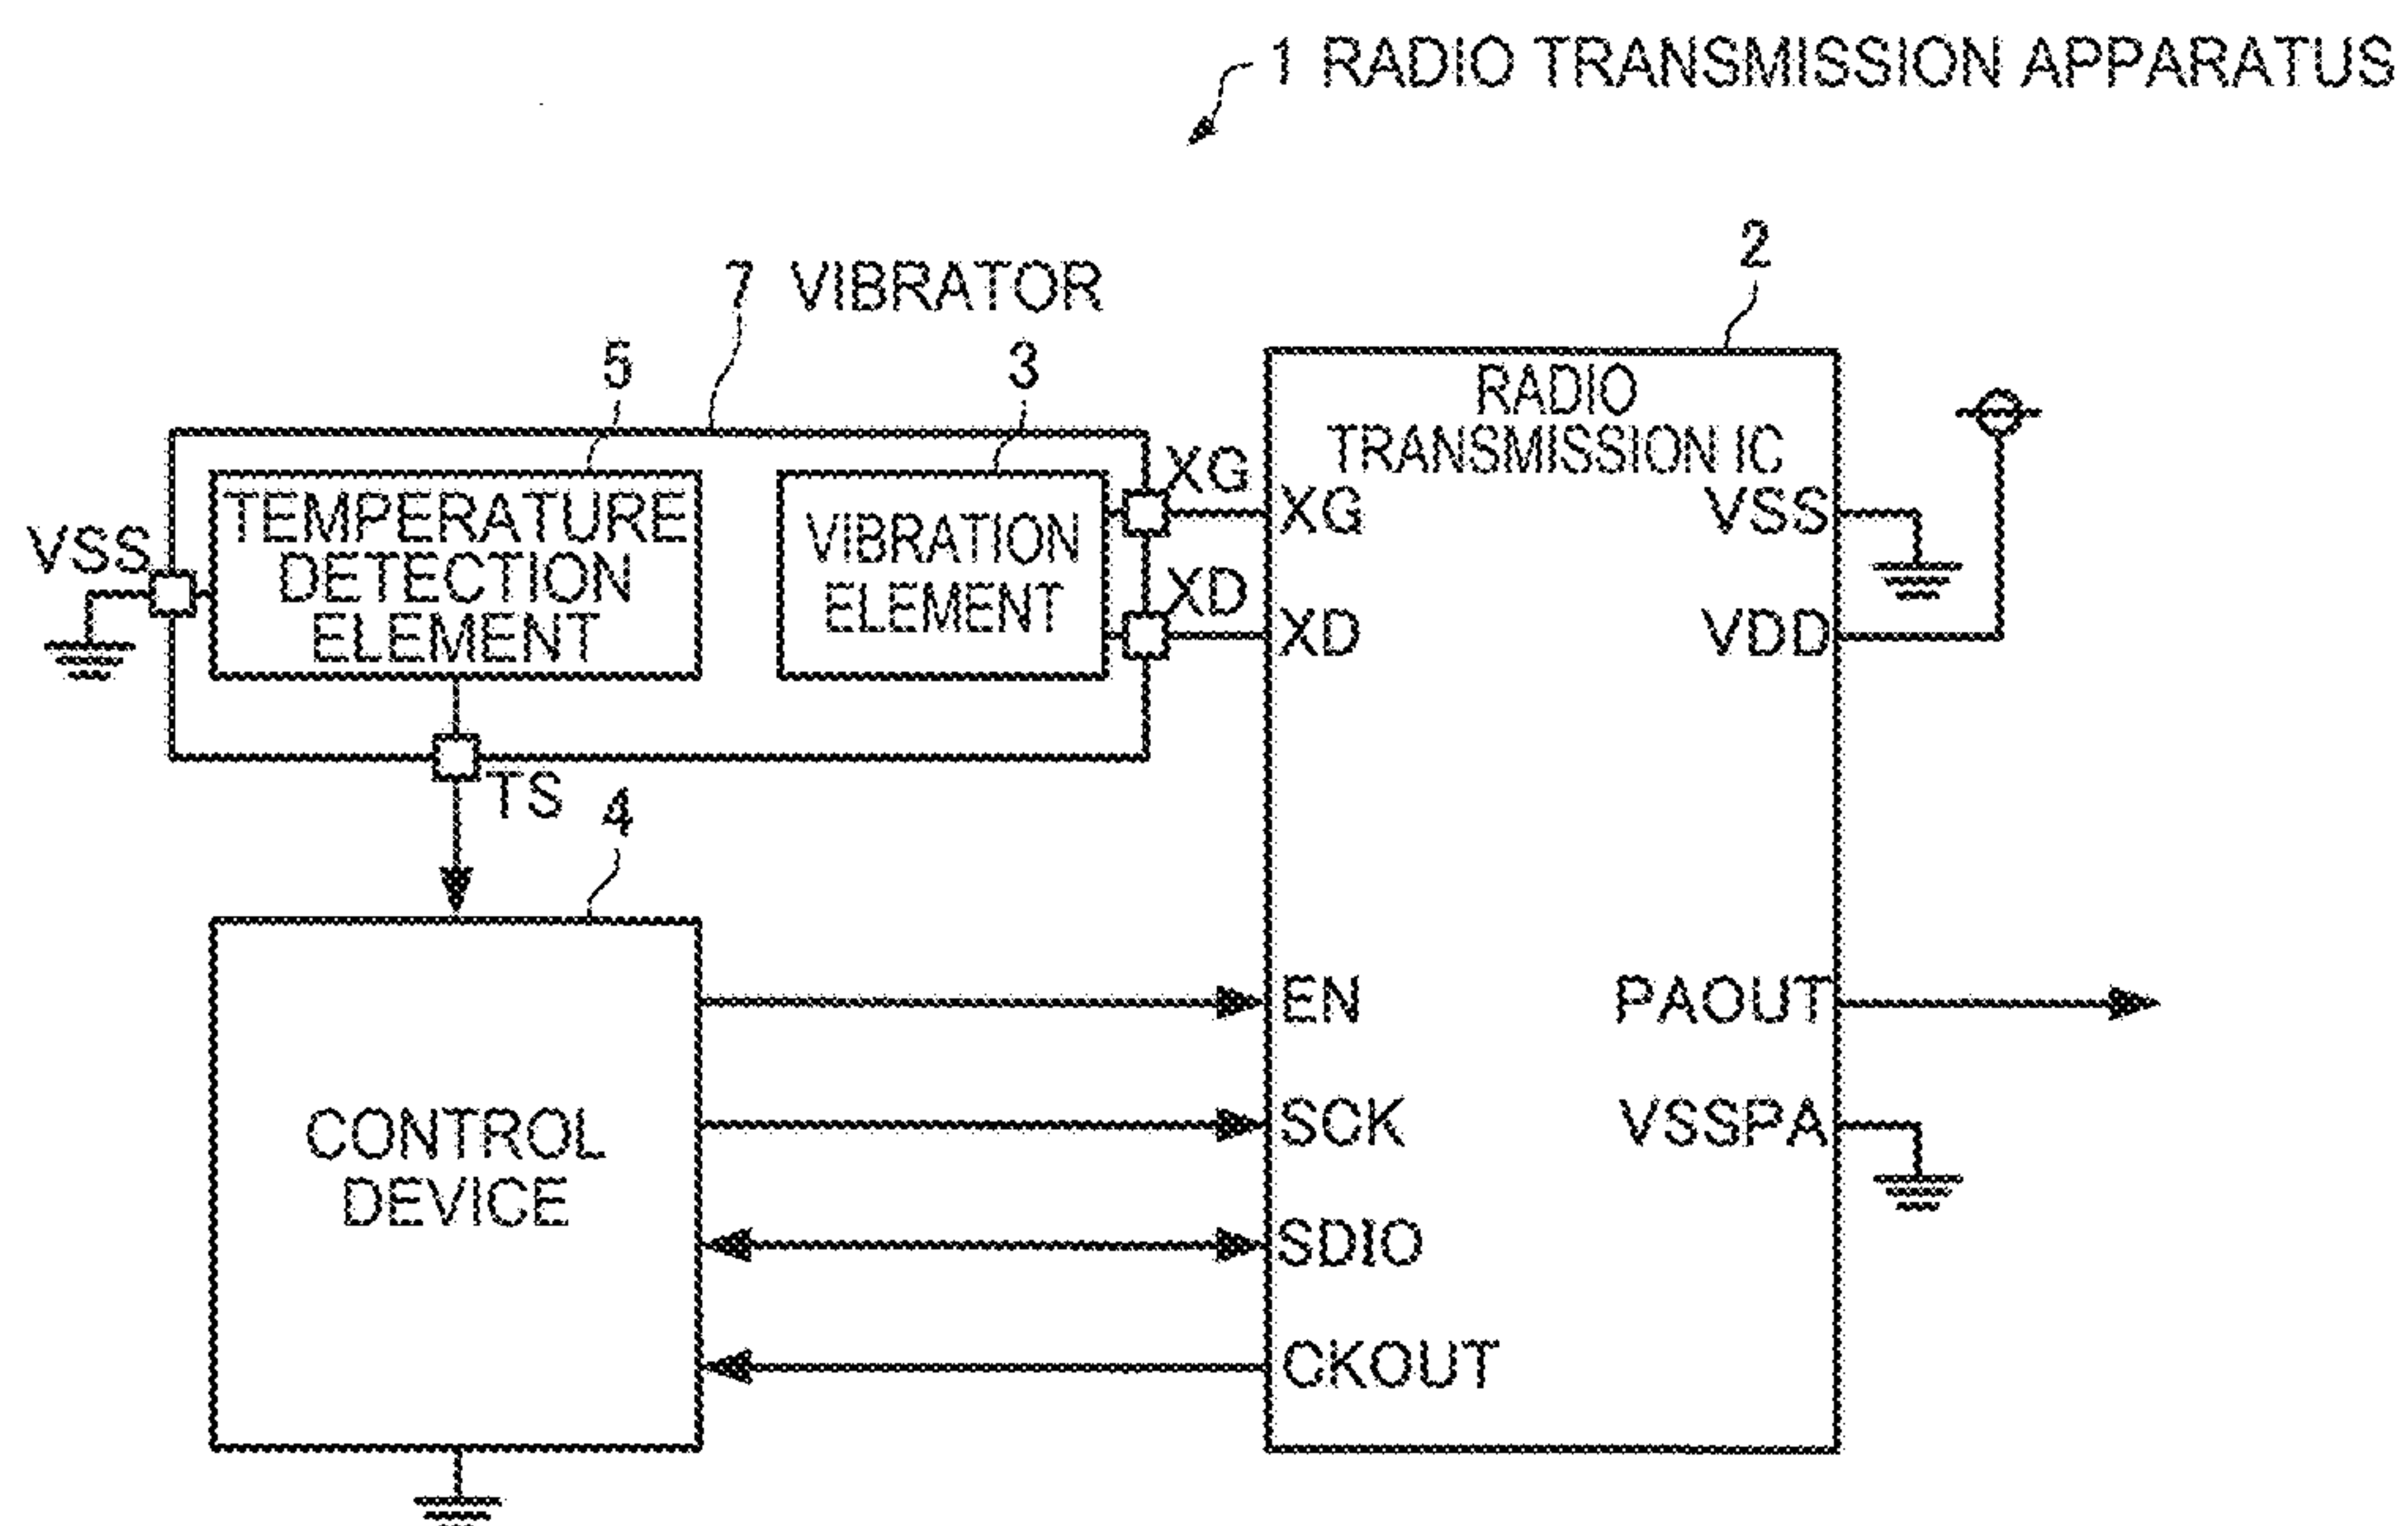 1 RADIO TRANSMISSION APPARATUS
2
7 VIBRATOR
5
3
RADIO
TRANSMISSION IC
XG
XG
VSS
TEMPERATURE
DETECTION
ELEMENT
VIBRATION
ELEMENT
VSS
XD
XD
VDD
TS
4
EN
PAOUT
CONTROL
DEVICE
SCK
VSSPA
SDIO
CKOUT